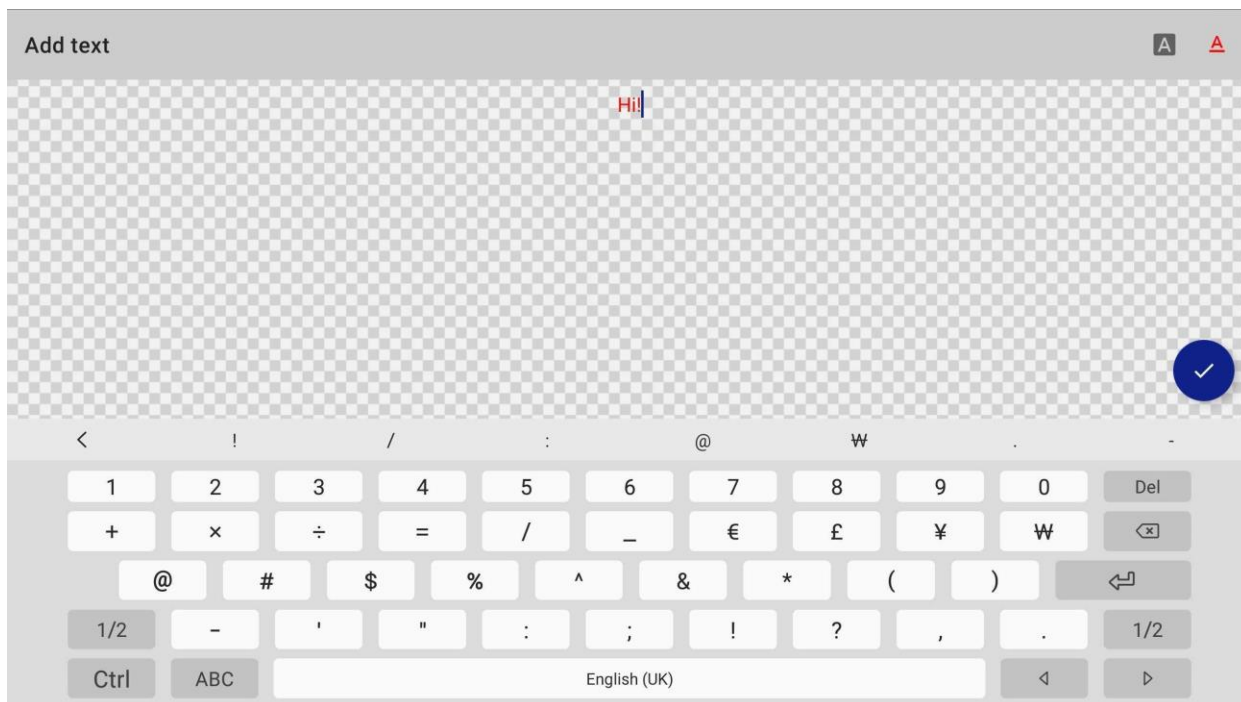 Add text
A A
Hi!
< ! / : @ ₩ . -
1 2 3 4 5 6 7 8 9 0 Del
+ × ÷ = / _ € £ ¥ ₩
@ # $ % ^ & * ( )
1/2 - ' " : ; ! ? , . 1/2
Ctrl ABC English (UK)